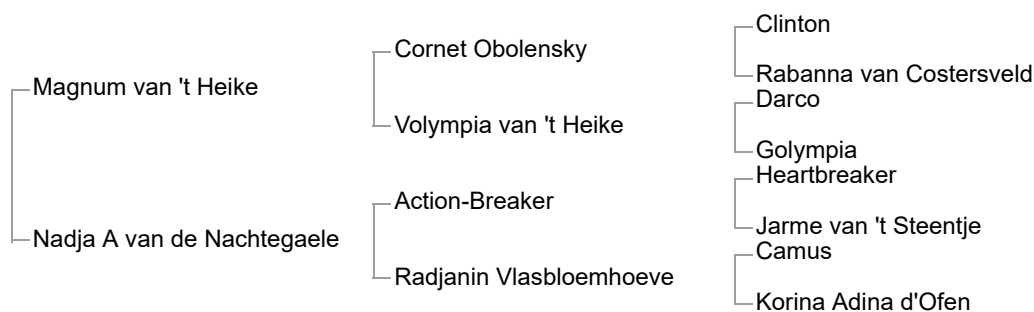 Clinton
Cornet Obolensky
Rabanna van Costersveld
Magnum van 't Heike
Darco
Volympia van 't Heike
Golympia
Heartbreaker
Action-Breaker
Jarme van 't Steentje
Nadja A van de Nachtegaele
Camus
Radjanin Vlasbloemhoeve
Korina Adina d'Ofen